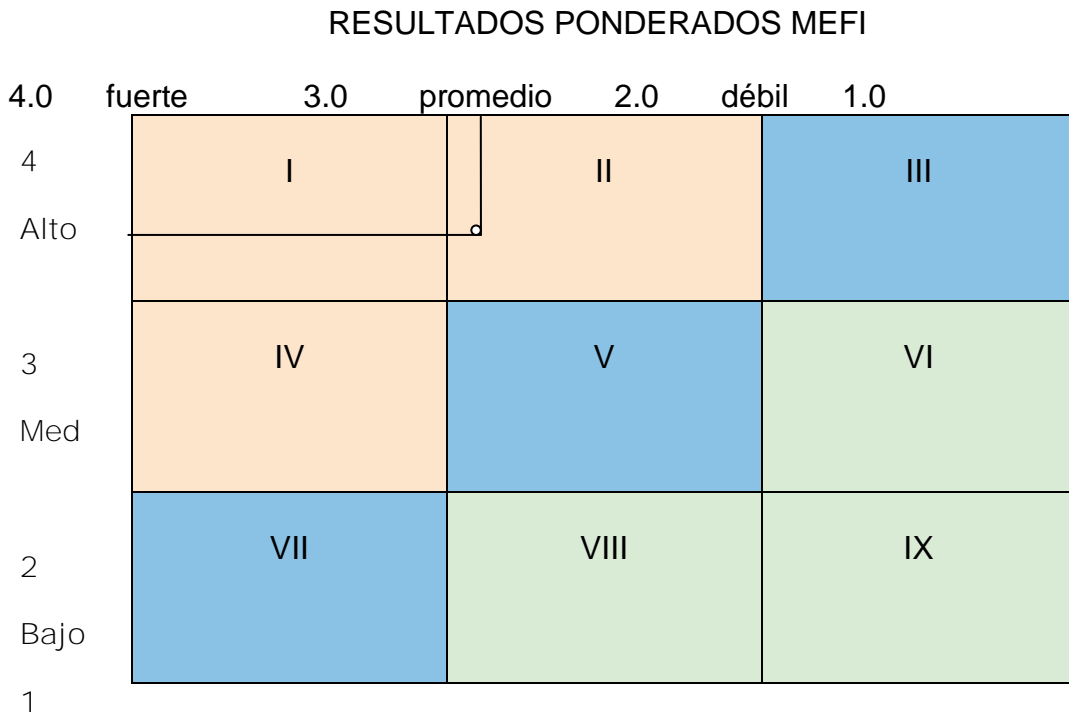 RESULTADOS PONDERADOS MEFI
4.0 fuerte 3.0 promedio 2.0 débil 1.0
4
I II III
Alto
IV V VI
3
Med
VII VIII IX
2
Bajo
1